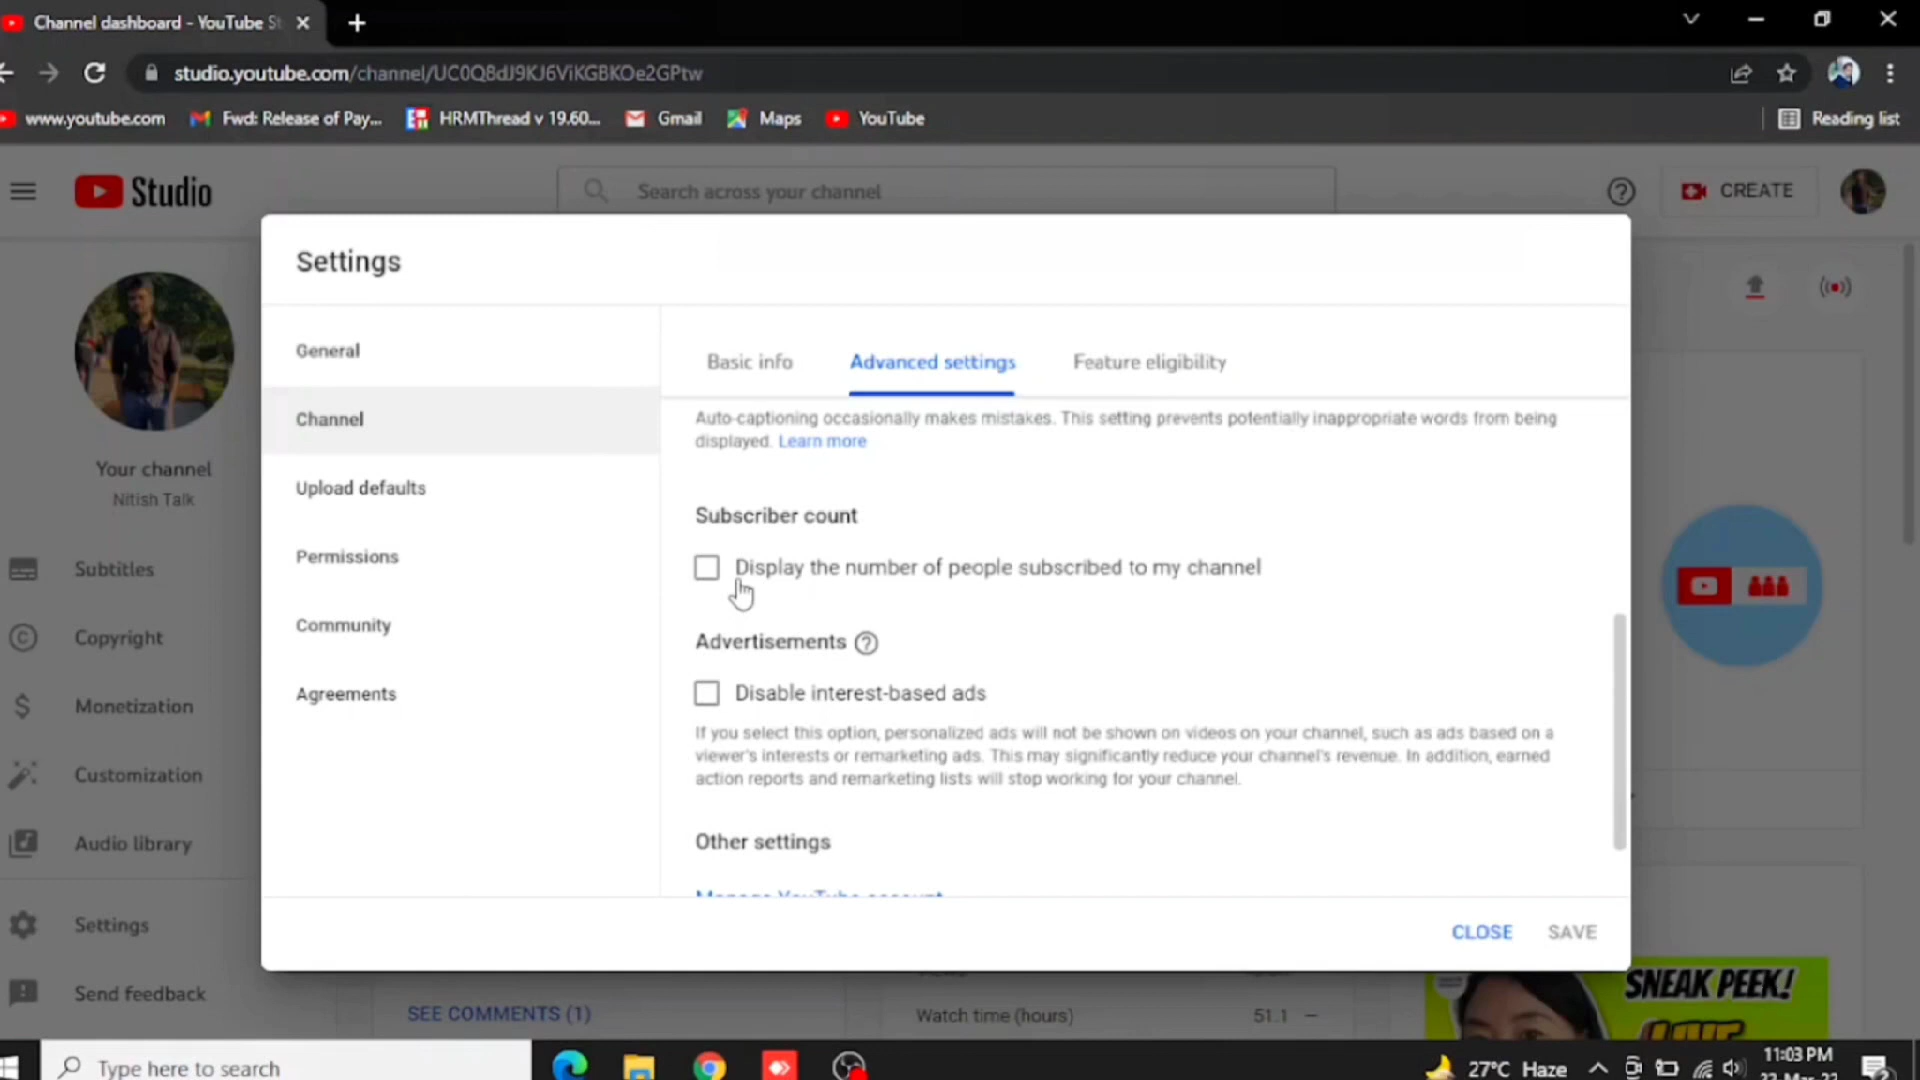 Channel dashboard - YouTube St
studio.youtube.com/channel/UC0Q8dJ9KJ6ViKGBKOe2GPtw
www.youtube.com
Fwd: Release of Pay...
HRMThread v 19.60...
Gmail
Maps
YouTube
Reading list
Studio
Search across your channel
CREATE
Settings
General
Channel
Upload defaults
Permissions
Community
Agreements
Basic info
Advanced settings
Feature eligibility
Auto-captioning occasionally makes mistakes. This setting prevents potentially inappropriate words from being
displayed. Learn more
Subscriber count
Display the number of people subscribed to my channel
Advertisements
Disable interest-based ads
If you select this option, personalized ads will not be shown on videos on your channel, such as ads based on a
viewer's interests or remarketing ads. This may significantly reduce your channel's revenue. In addition, earned
action reports and remarketing lists will stop working for your channel.
Other settings
Manage YouTube account
CLOSE
SAVE
Your channel
Nitish Talk
Subtitles
Copyright
Monetization
Customization
Audio library
Settings
Send feedback
SEE COMMENTS (1)
Watch time (hours)
51.1 —
SNEAK PEEK!
Type here to search
27°C Haze
11:03 PM